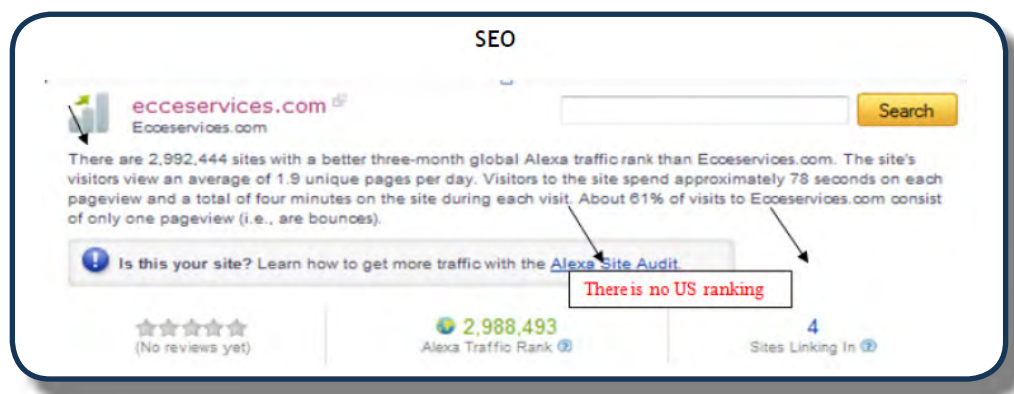 SEO
ecceservices.com
Search
Ecceservices.com
There are 2,992,444 sites with a better three-month global Alexa traffic rank than Ecceservices.com. The site's
visitors view an average of 1.9 unique pages per day. Visitors to the site spend approximately 78 seconds on each
pageview and a total of four minutes on the site during each visit. About 61% of visits to Ecceservices.com consist
of only one pageview (i.e., are bounces).
Is this your site? Learn how to get more traffic with the Alexa Site Audit.
There is no US ranking
2,988,493
4
(No reviews yet)
Alexa Traffic Rank ?
Sites Linking In ?